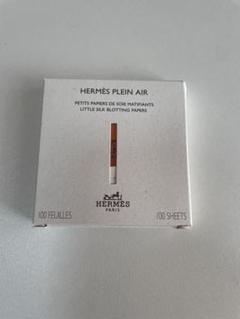 HERMÈS PLEIN AIR
PETITS PAPIERS DE SOIE MATIFIANTS
LITTLE SILK BLOTTING PAPERS
HERMÈS
PARIS
100 FEUILLES
100 SHEETS